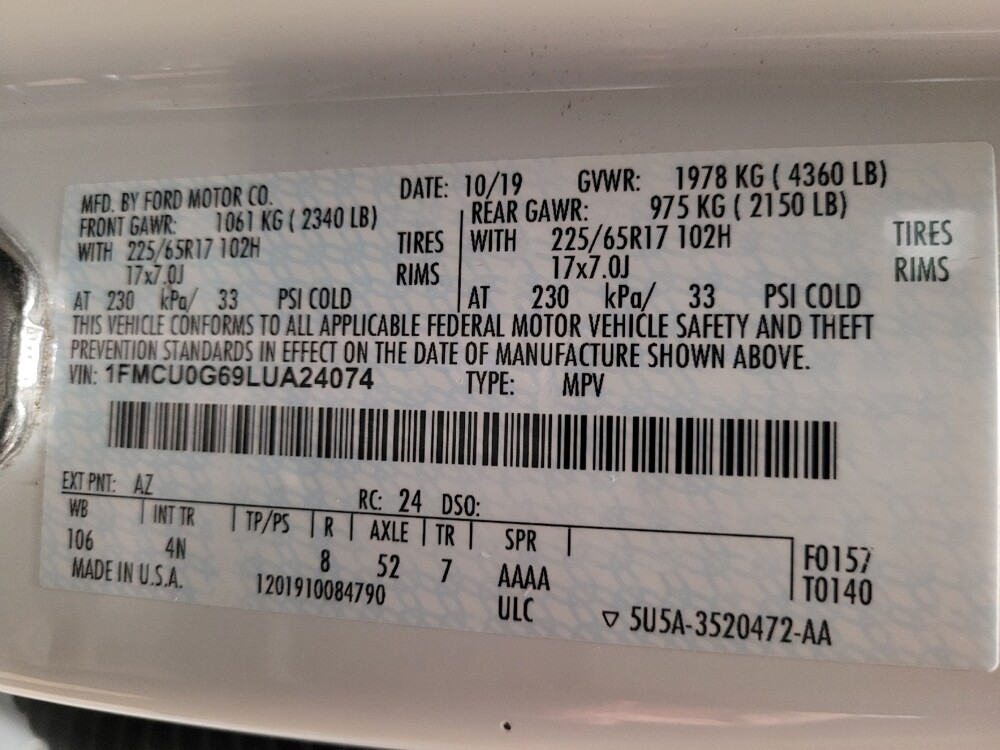 MFD. BY FORD MOTOR CO. DATE: 10/19 GVWR: 1978 KG ( 4360 LB)
FRONT GAWR: 1061 KG ( 2340 LB) REAR GAWR: 975 KG ( 2150 LB)
WITH 225/65R17 102H TIRES WITH 225/65R17 102H TIRES
17x7.0J RIMS 17x7.0J RIMS
AT 230 kPa/ 33 PSI COLD AT 230 kPa/ 33 PSI COLD
THIS VEHICLE CONFORMS TO ALL APPLICABLE FEDERAL MOTOR VEHICLE SAFETY AND THEFT
PREVENTION STANDARDS IN EFFECT ON THE DATE OF MANUFACTURE SHOWN ABOVE.
VIN: 1FMCU0G69LUA24074 TYPE: MPV
EXT PNT: AZ RC: 24 DSO:
WB INT TR TP/PS R AXLE TR SPR
106 4N 8 52 7 AAAA F0157
MADE IN U.S.A. 1201910084790 ULC T0140
▽ 5U5A-3520472-AA